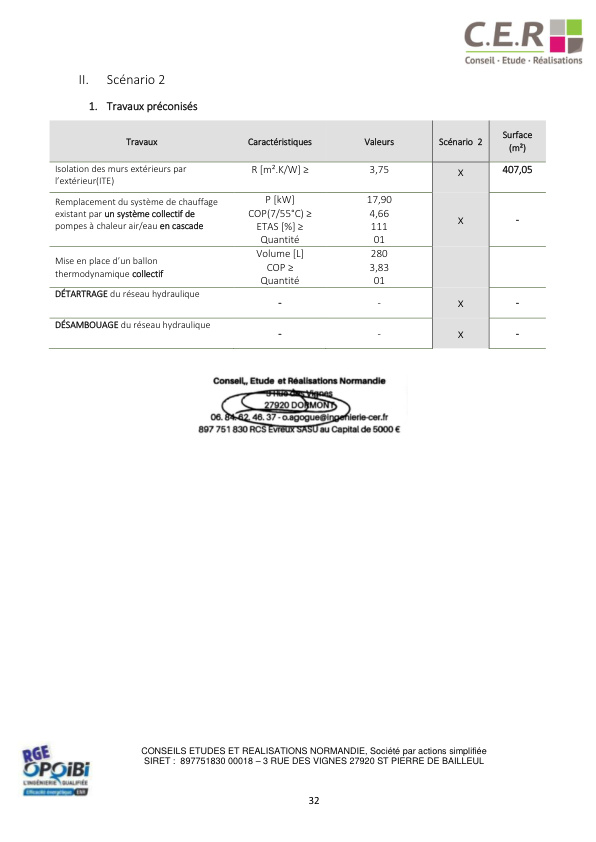 C.E.R
Conseil - Etude - Réalisations
II. Scénario 2
1. Travaux préconisés
Travaux Caractéristiques Valeurs Scénario 2 Surface (m²)
Isolation des murs extérieurs par R [m².K/W] ≥ 3,75 X 407,05
l’extérieur(ITE)
Remplacement du système de chauffage P [kW] 17,90
existant par un système collectif de COP(7/55°C) ≥ 4,66
pompes à chaleur air/eau en cascade ETAS [%] ≥ 111 X -
Quantité 01
Mise en place d’un ballon Volume [L] 280
thermodynamique collectif COP ≥ 3,83
Quantité 01
DÉTARTRAGE du réseau hydraulique - - X -
DÉSAMBOUAGE du réseau hydraulique - - X -
Conseil,, Etude et Réalisations Normandie
3 Rue des Vignes
27920 DORMONT
06. 84. 62. 46. 37 - o.agogue@ingenierie-cer.fr
897 751 830 RCS Evreux SASU au Capital de 5000 €
RGE
OPQIBI
L'INGÉNIERIE QUALIFIÉE
Efficacité énergétique
CONSEILS ETUDES ET REALISATIONS NORMANDIE, Société par actions simplifiée
SIRET : 897751830 00018 – 3 RUE DES VIGNES 27920 ST PIERRE DE BAILLEUL
32